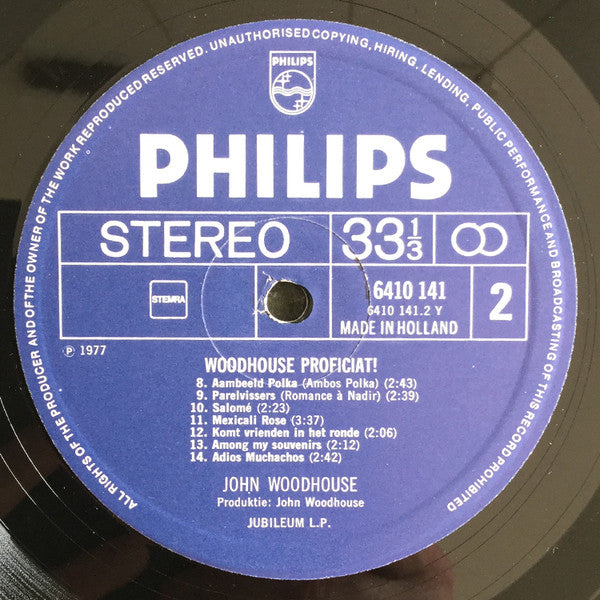 ALL RIGHTS OF THE PRODUCER AND OF THE OWNER OF THE WORK REPRODUCED RESERVED. UNAUTHORISED COPYING, HIRING, LENDING, PUBLIC PERFORMANCE AND BROADCASTING OF THIS RECORD PROHIBITED
PHILIPS
PHILIPS
STEREO 33 1/3
STEMRA
6410 141
6410 141.2 Y
MADE IN HOLLAND
2
℗ 1977
WOODHOUSE PROFICIAT!
8. Aambeeld Polka (Ambos Polka) (2:43)
9. Parelvissers (Romance à Nadir) (2:39)
10. Salomé (2:23)
11. Mexicali Rose (3:37)
12. Komt vrienden in het ronde (2:06)
13. Among my souvenirs (2:12)
14. Adios Muchachos (2:42)
JOHN WOODHOUSE
Produktie: John Woodhouse
JUBILEUM L.P.